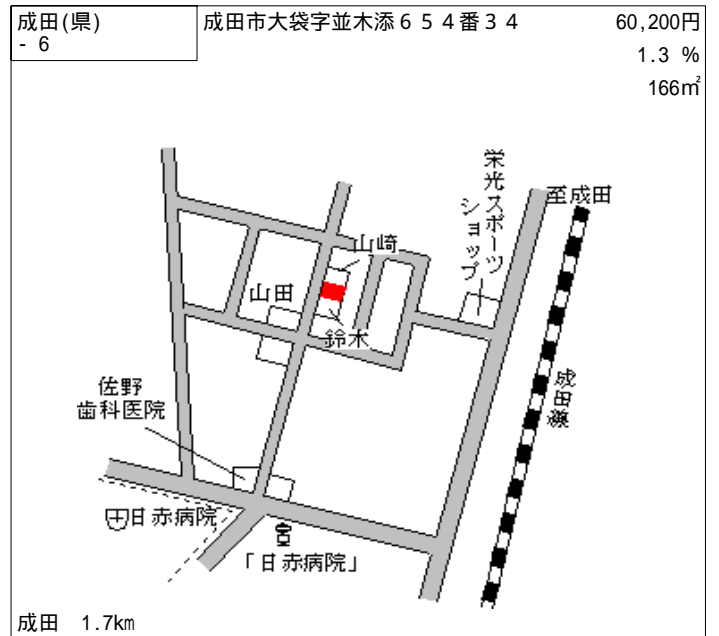 成田(県)
- 6
成田市大袋字並木添６５４番３４
60,200円
1.3 %
166㎡
栄光スポーツ
ショップ
至成田
山崎
山田
鈴木
成田線
佐野
歯科医院
日赤病院
「日赤病院」
成田 1.7km